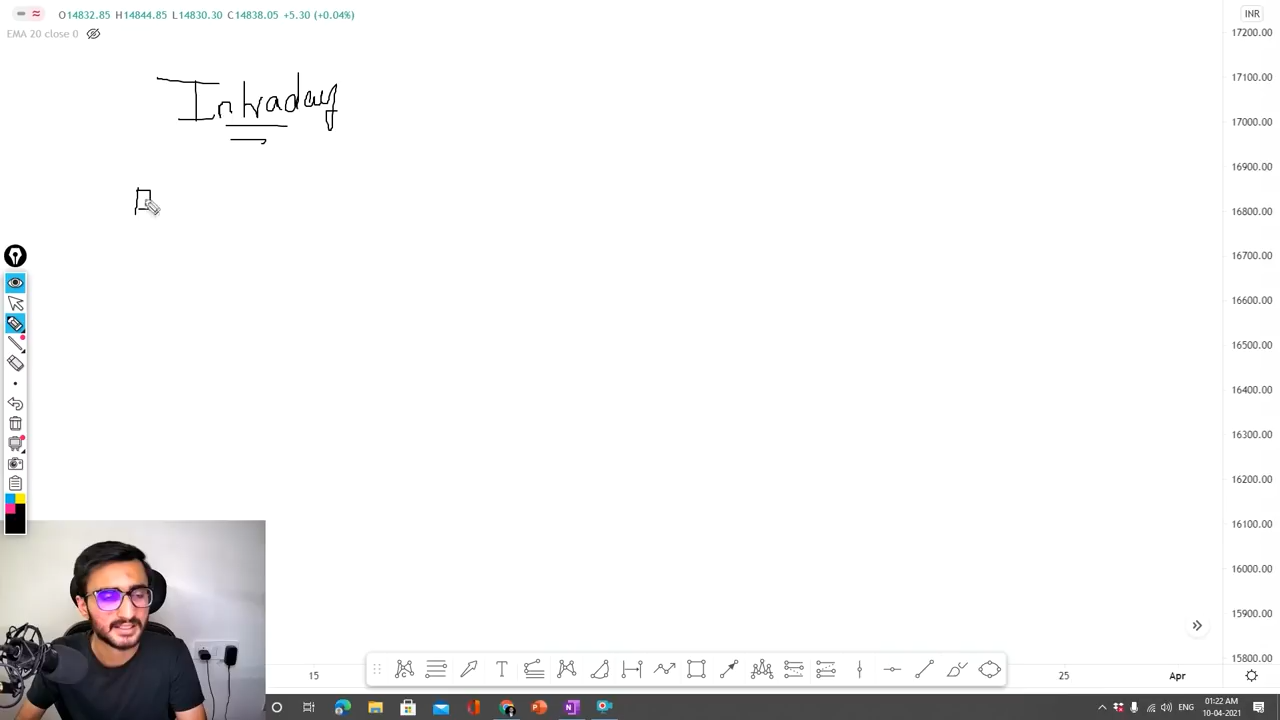 O14832.85 H14844.85 L14830.30 C14838.05 +5.30 (+0.04%)
INR
EMA 20 close 0
17200.00
17100.00
17000.00
16900.00
16800.00
16700.00
16600.00
16500.00
16400.00
16300.00
16200.00
16100.00
16000.00
15900.00
15800.00
Intraday
15
25
Apr
T
ENG
01:22 AM
10-04-2021